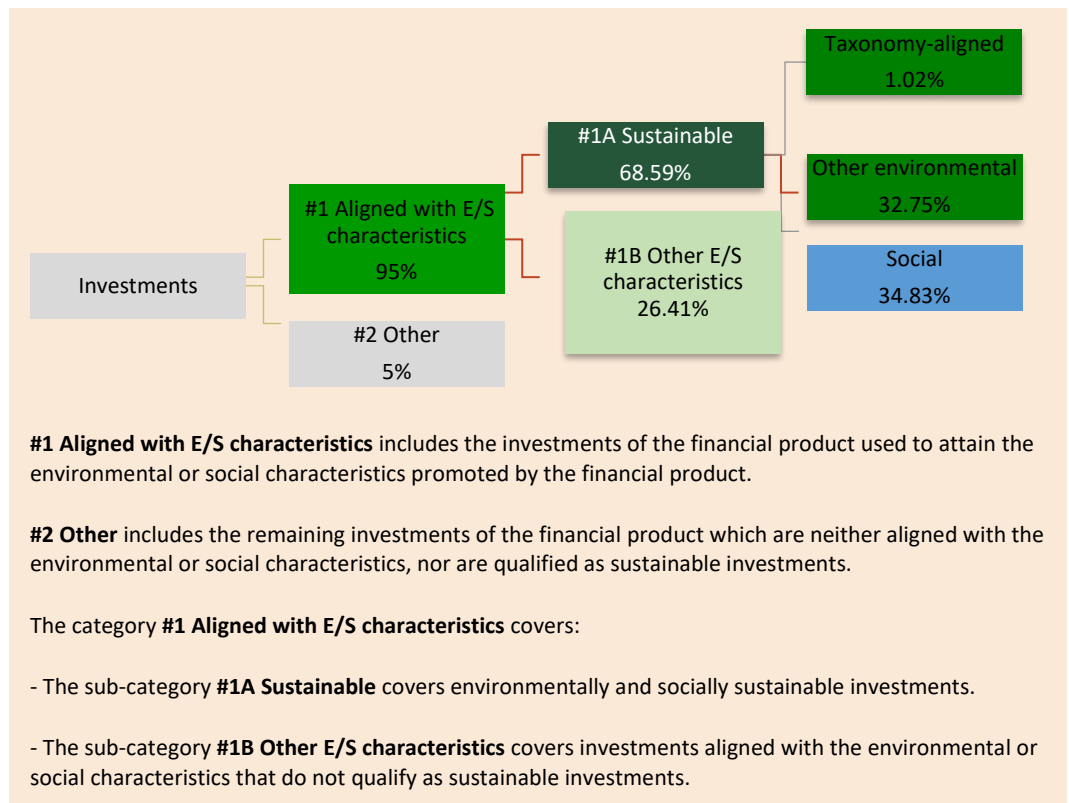 Taxonomy-aligned
1.02%
#1A Sustainable
68.59%
Other environmental
32.75%
#1 Aligned with E/S
characteristics
95%
#1B Other E/S
characteristics
26.41%
Social
34.83%
Investments
#2 Other
5%
#1 Aligned with E/S characteristics includes the investments of the financial product used to attain the
environmental or social characteristics promoted by the financial product.
#2 Other includes the remaining investments of the financial product which are neither aligned with the
environmental or social characteristics, nor are qualified as sustainable investments.
The category #1 Aligned with E/S characteristics covers:
- The sub-category #1A Sustainable covers environmentally and socially sustainable investments.
- The sub-category #1B Other E/S characteristics covers investments aligned with the environmental or
social characteristics that do not qualify as sustainable investments.